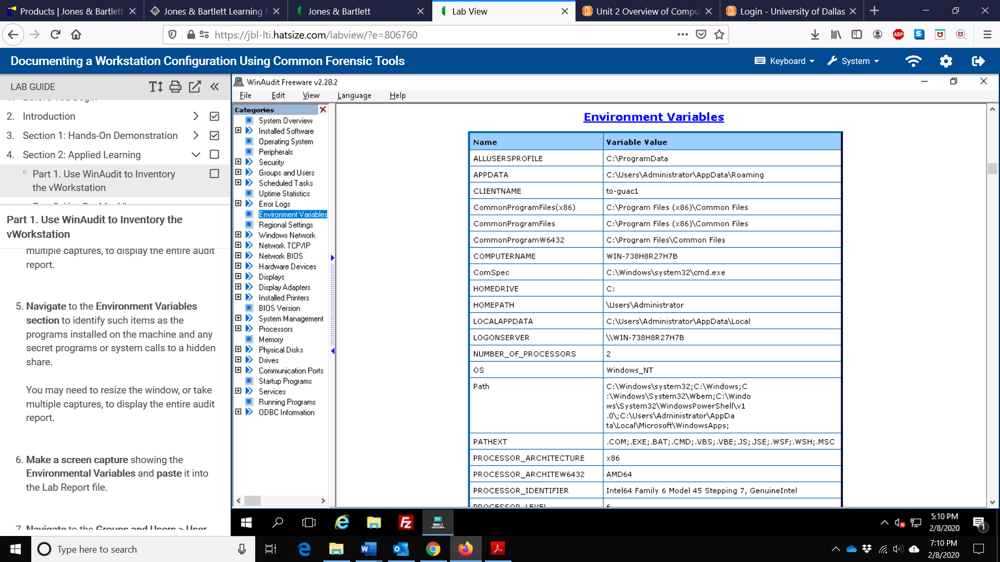 Products | Jones & Bartlett
Jones & Bartlett Learning N
Jones & Bartlett
Lab View
Unit 2 Overview of Compu
Login - University of Dallas
https://jbl-lti.hatsize.com/labview/?e=806760
ABP
S
Documenting a Workstation Configuration Using Common Forensic Tools
Keyboard
System
LAB GUIDE
2. Introduction
3. Section 1: Hands-On Demonstration
4. Section 2: Applied Learning
Part 1. Use WinAudit to Inventory
the vWorkstation
Part 1. Use WinAudit to Inventory the
vWorkstation
multiple captures, to display the entire audit
report.
5. Navigate to the Environment Variables
section to identify such items as the
programs installed on the machine and any
secret programs or system calls to a hidden
share.
You may need to resize the window, or take
multiple captures, to display the entire audit
report.
6. Make a screen capture showing the
Environmental Variables and paste it into
the Lab Report file.
7. Navigate to the Groups and Users > User
WinAudit Freeware v2.28.2
File Edit View Language Help
Categories
System Overview
Installed Software
Operating System
Peripherals
Security
Groups and Users
Scheduled Tasks
Uptime Statistics
Error Logs
Environment Variables
Regional Settings
Windows Network
Network TCP/IP
Network BIOS
Hardware Devices
Displays
Display Adapters
Installed Printers
BIOS Version
System Management
Processors
Memory
Physical Disks
Drives
Communication Ports
Startup Programs
Services
Running Programs
ODBC Information
Environment Variables
Name Variable Value
ALLUSERSPROFILE C:\ProgramData
APPDATA C:\Users\Administrator\AppData\Roaming
CLIENTNAME to-guac1
CommonProgramFiles(x86) C:\Program Files (x86)\Common Files
CommonProgramFiles C:\Program Files (x86)\Common Files
CommonProgramW6432 C:\Program Files\Common Files
COMPUTERNAME WIN-738H8R27H7B
ComSpec C:\Windows\system32\cmd.exe
HOMEDRIVE C:
HOMEPATH \Users\Administrator
LOCALAPPDATA C:\Users\Administrator\AppData\Local
LOGONSERVER \\WIN-738H8R27H7B
NUMBER_OF_PROCESSORS 2
OS Windows_NT
Path C:\Windows\system32;C:\Windows;C
:\Windows\System32\Wbem;C:\Windo
ws\System32\WindowsPowerShell\v1
.0\;C:\Users\Administrator\AppDa
ta\Local\Microsoft\WindowsApps;
PATHEXT .COM;.EXE;.BAT;.CMD;.VBS;.VBE;.JS;.JSE;.WSF;.WSH;.MSC
PROCESSOR_ARCHITECTURE x86
PROCESSOR_ARCHITEW6432 AMD64
PROCESSOR_IDENTIFIER Intel64 Family 6 Model 45 Stepping 7, GenuineIntel
PROCESSOR_LEVEL 6
5:10 PM
2/8/2020
1
Type here to search
7:10 PM
2/8/2020